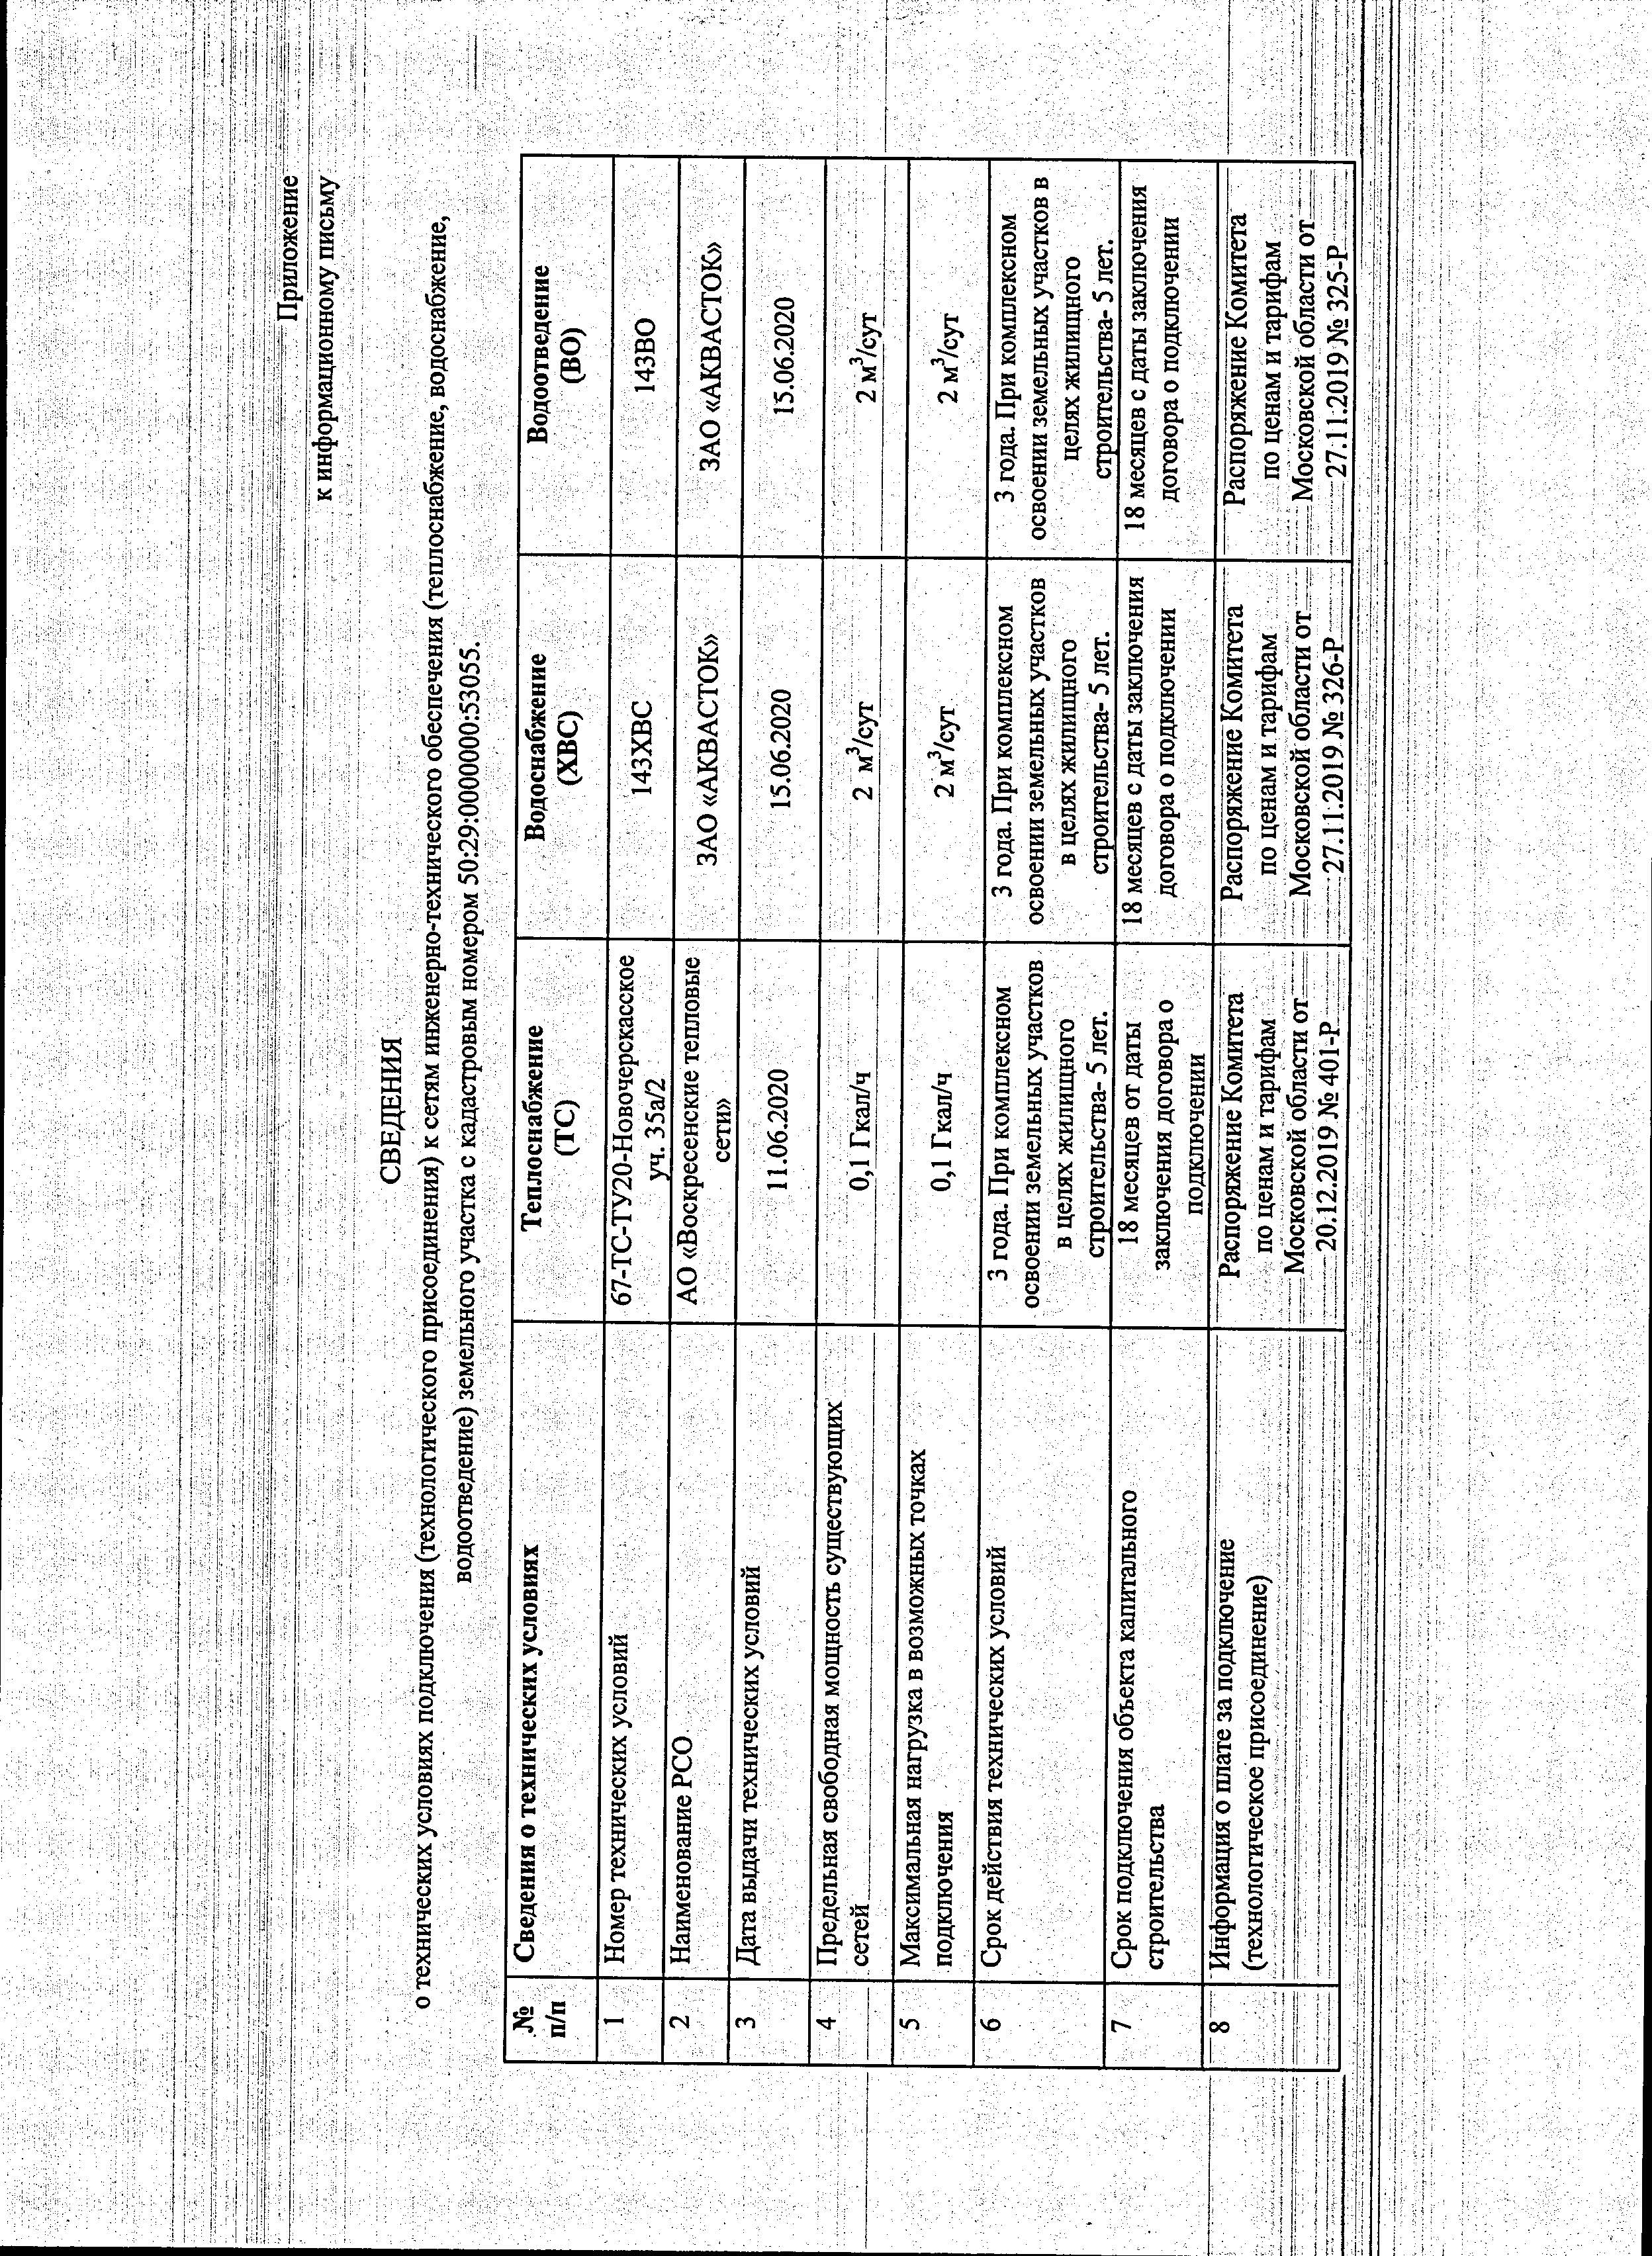 Приложение
к информационному письму
СВЕДЕНИЯ
о технических условиях подключения (технологического присоединения) к сетям инженерно-технического обеспечения (теплоснабжение, водоснабжение,
водоотведение) земельного участка с кадастровым номером 50:29:0000000:53055.
№
п/п
Сведения о технических условиях
Теплоснабжение
(ТС)
Водоснабжение
(ХВС)
Водоотведение
(ВО)
1
Номер технических условий
67-ТС-ТУ20-Новочерскасское
уч. 35а/2
143ХВС
143ВО
2
Наименование РСО
АО «Воскресенские тепловые
сети»
ЗАО «АКВАСТОК»
ЗАО «АКВАСТОК»
3
Дата выдачи технических условий
11.06.2020
15.06.2020
15.06.2020
4
Предельная свободная мощность существующих
сетей
0,1 Гкал/ч
2 м³/сут
2 м³/сут
5
Максимальная нагрузка в возможных точках
подключения
0,1 Гкал/ч
2 м³/сут
2 м³/сут
6
Срок действия технических условий
3 года. При комплексном
освоении земельных участков
в целях жилищного
строительства- 5 лет.
3 года. При комплексном
освоении земельных участков
в целях жилищного
строительства- 5 лет.
3 года. При комплексном
освоении земельных участков в
целях жилищного
строительства- 5 лет.
7
Срок подключения объекта капитального
строительства
18 месяцев от даты
заключения договора о
подключении
18 месяцев с даты заключения
договора о подключении
18 месяцев с даты заключения
договора о подключении
8
Информация о плате за подключение
(технологическое присоединение)
Распоряжение Комитета
по ценам и тарифам
Московской области от
20.12.2019 № 401-Р
Распоряжение Комитета
по ценам и тарифам
Московской области от
27.11.2019 № 326-Р
Распоряжение Комитета
по ценам и тарифам
Московской области от
27.11.2019 № 325-Р